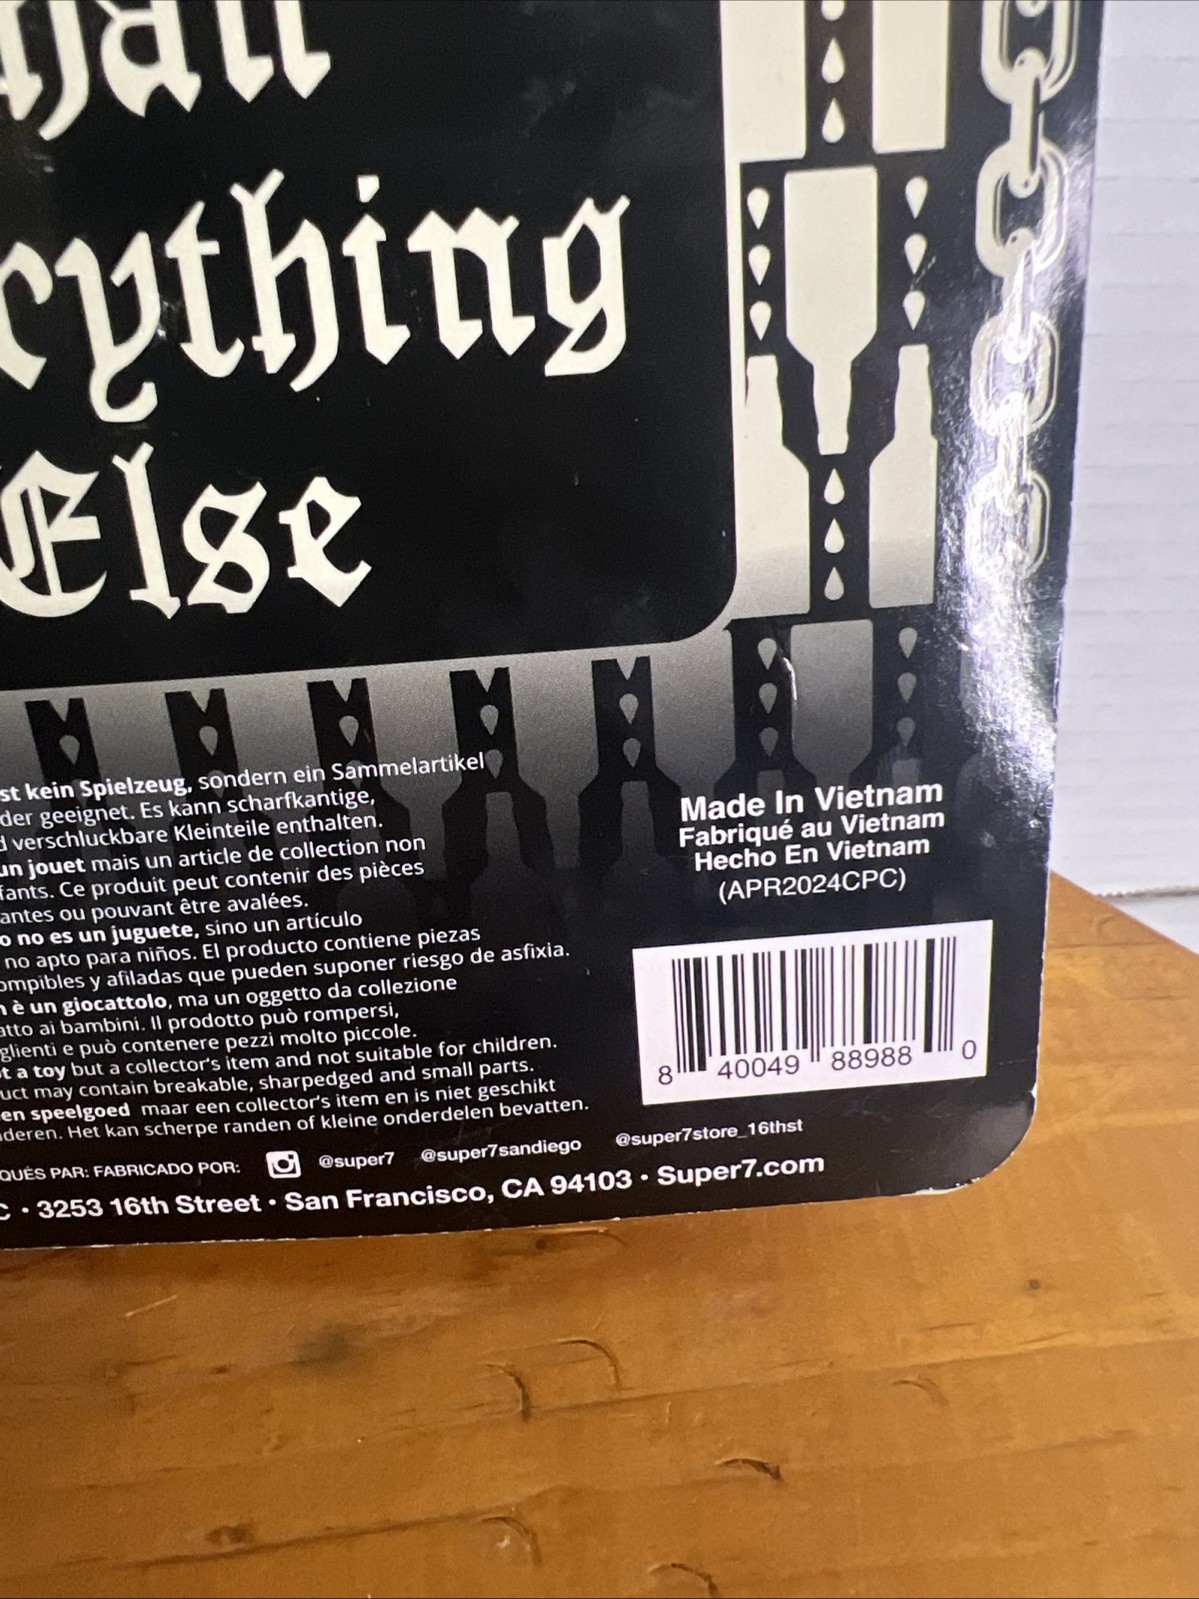 Else
kein Spielzeug, sondern ein Sammelartikel
der geeignet. Es kann scharfkantige,
verschluckbare Kleinteile enthalten.
un jouet mais un article de collection non
fants. Ce produit peut contenir des pièces
antes ou pouvant être avalées.
o no es un juguete, sino un artículo
no apto para niños. El producto contiene piezas
ompibles y afiladas que pueden suponer riesgo de asfixia.
è un giocattolo, ma un oggetto da collezione
atto ai bambini. Il prodotto può rompersi,
glienti e può contenere pezzi molto piccole.
t a toy but a collector's item and not suitable for children.
uct may contain breakable, sharpedged and small parts.
en speelgoed maar een collector's item en is niet geschikt
deren. Het kan scherpe randen of kleine onderdelen bevatten.
Made In Vietnam
Fabriqué au Vietnam
Hecho En Vietnam
(APR2024CPC)
8 40049 88988 0
QUÉS PAR: FABRICADO POR: @super7 @super7sandiego @super7store_16thst
C • 3253 16th Street • San Francisco, CA 94103 • Super7.com